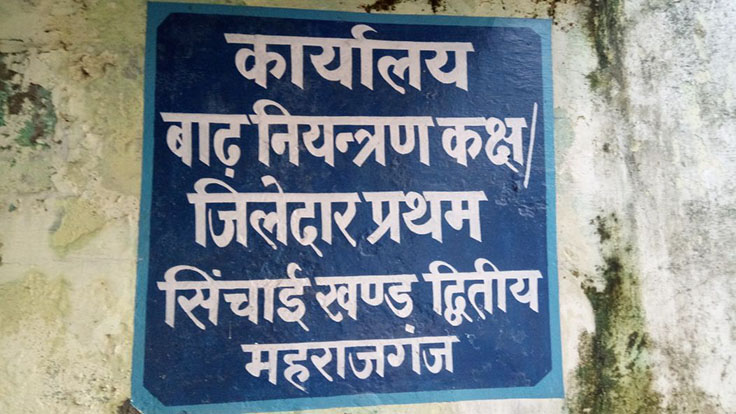 कार्यालय
बाढ़ नियन्त्रण कक्ष/
जिलेदार प्रथम
सिंचाई खण्ड द्वितीय
महराजगंज